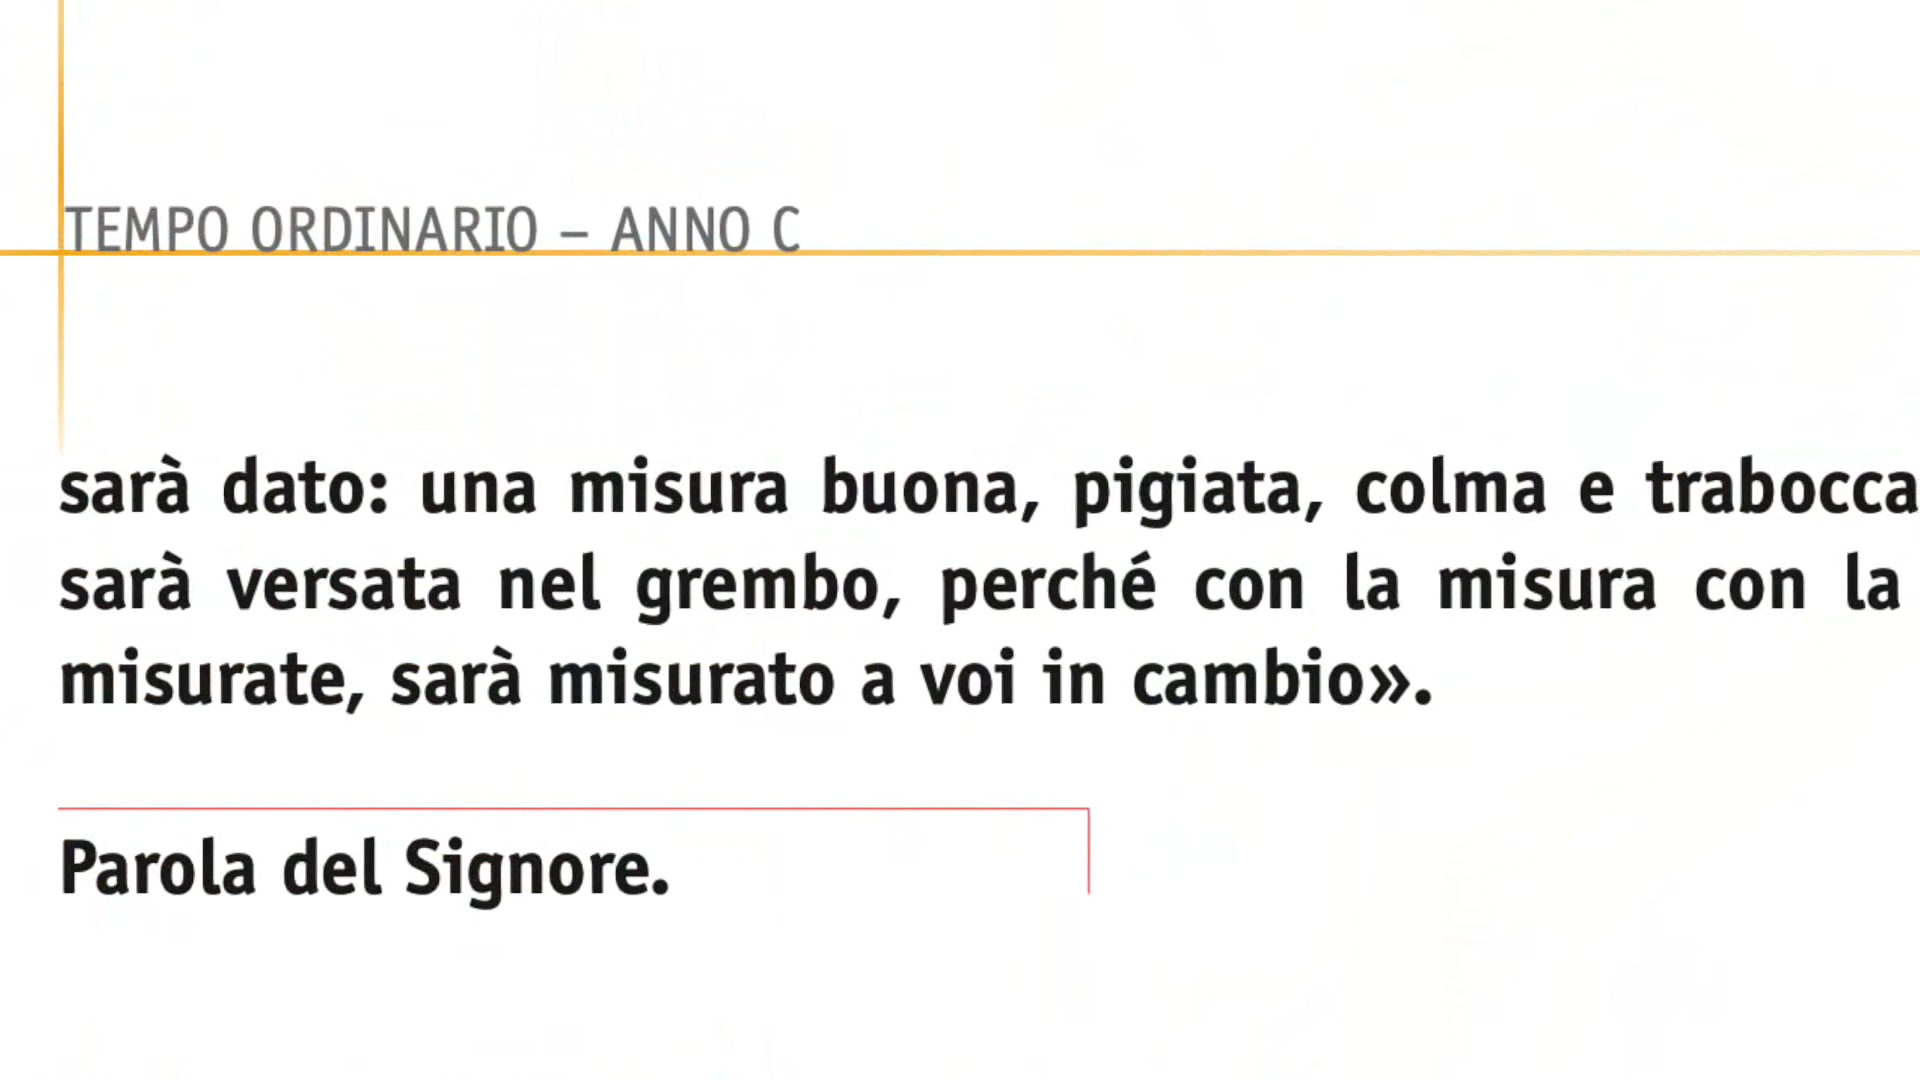 TEMPO ORDINARIO – ANNO C
sarà dato: una misura buona, pigiata, colma e trabocca
sarà versata nel grembo, perché con la misura con la
misurate, sarà misurato a voi in cambio».
Parola del Signore.